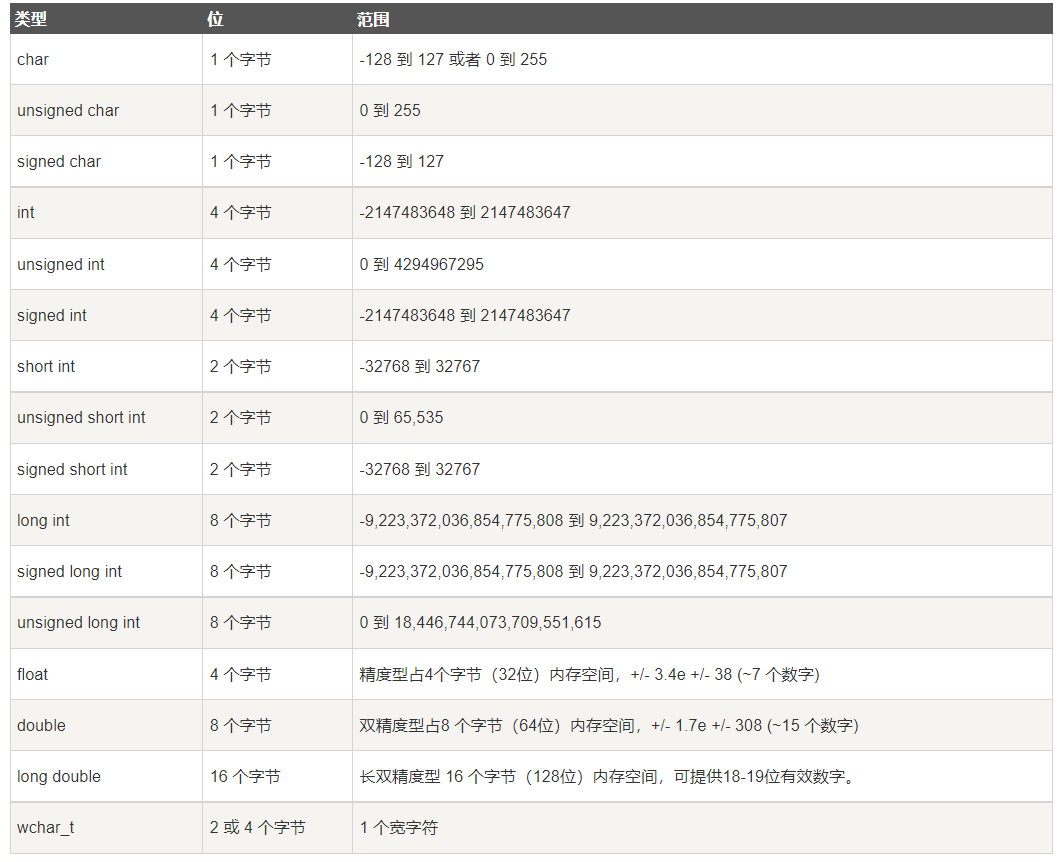 类型 位 范围
char 1 个字节 -128 到 127 或者 0 到 255
unsigned char 1 个字节 0 到 255
signed char 1 个字节 -128 到 127
int 4 个字节 -2147483648 到 2147483647
unsigned int 4 个字节 0 到 4294967295
signed int 4 个字节 -2147483648 到 2147483647
short int 2 个字节 -32768 到 32767
unsigned short int 2 个字节 0 到 65,535
signed short int 2 个字节 -32768 到 32767
long int 8 个字节 -9,223,372,036,854,775,808 到 9,223,372,036,854,775,807
signed long int 8 个字节 -9,223,372,036,854,775,808 到 9,223,372,036,854,775,807
unsigned long int 8 个字节 0 到 18,446,744,073,709,551,615
float 4 个字节 精度型占4个字节（32位）内存空间，+/- 3.4e +/- 38 (~7 个数字)
double 8 个字节 双精度型占8 个字节（64位）内存空间，+/- 1.7e +/- 308 (~15 个数字)
long double 16 个字节 长双精度型 16 个字节（128位）内存空间，可提供18-19位有效数字。
wchar_t 2 或 4 个字节 1 个宽字符